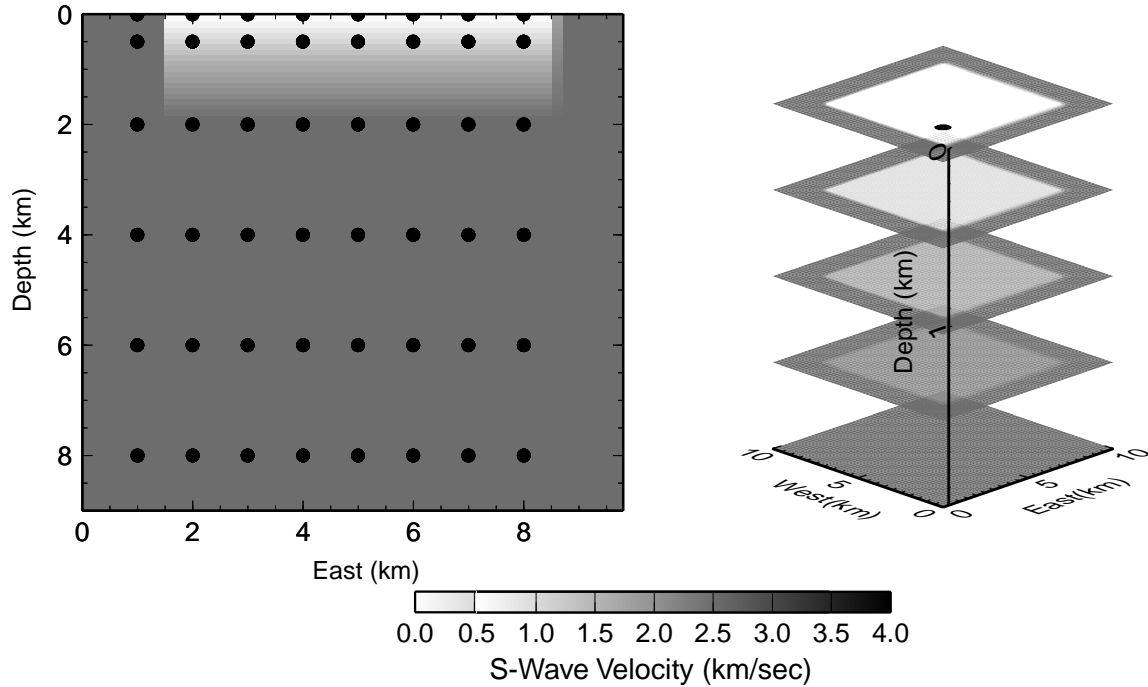 0
2
4
6
8
Depth (km)
0 2 4 6 8
East (km)
0
1
Depth (km)
10 5 0
West(km)
0 5 10
East(km)
0.0 0.5 1.0 1.5 2.0 2.5 3.0 3.5 4.0
S-Wave Velocity (km/sec)